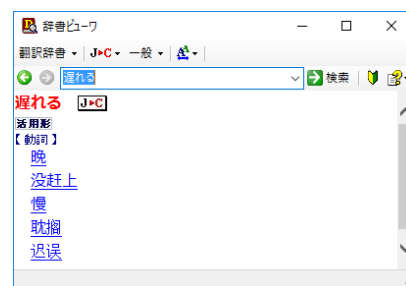 辞書ビューワ
翻訳辞書 J▸C 一般 A
遅れる 検索
遅れる J▸C
活用形
【動詞】
晩
没赶上
慢
耽搁
迟误